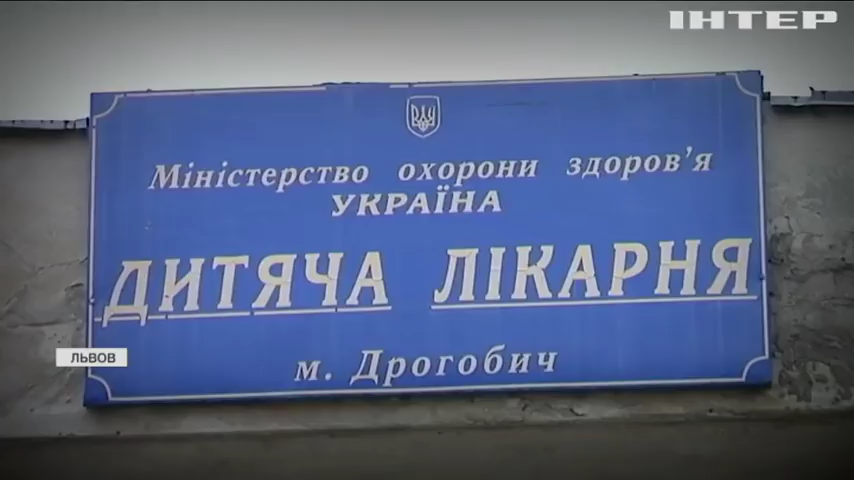 ІНТЕР
Міністерство охорони здоров'я
УКРАЇНА
ДИТЯЧА ЛІКАРНЯ
ЛЬВОВ
м. Дрогобич